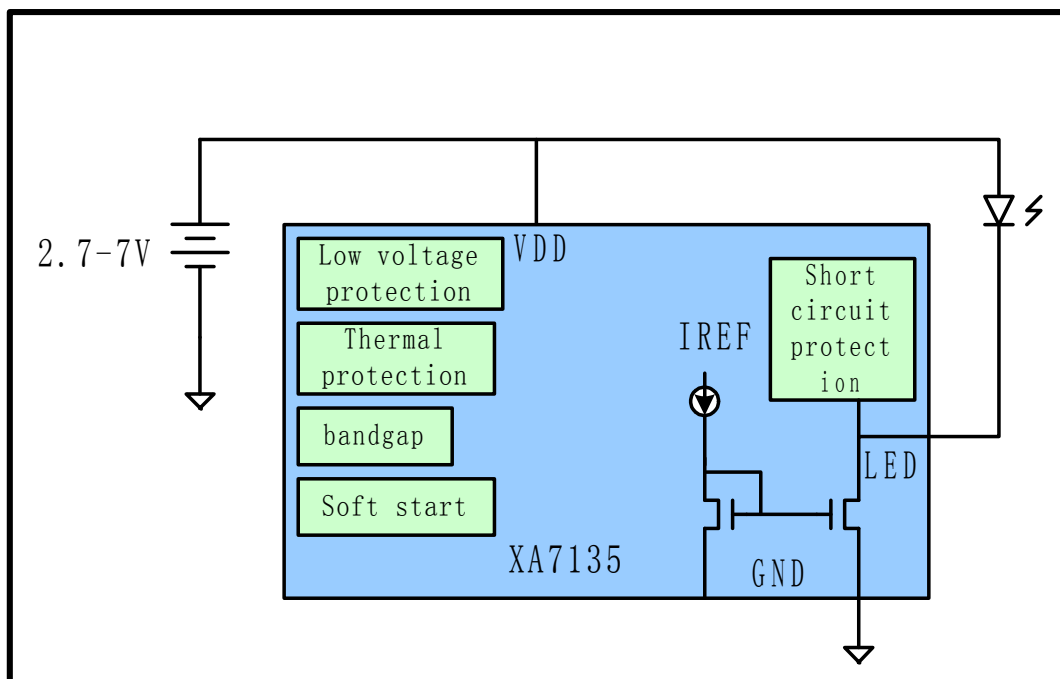 2.7-7V
VDD
Low voltage
protection
Thermal
protection
bandgap
Soft start
IREF
Short
circuit
protect
ion
LED
GND
XA7135